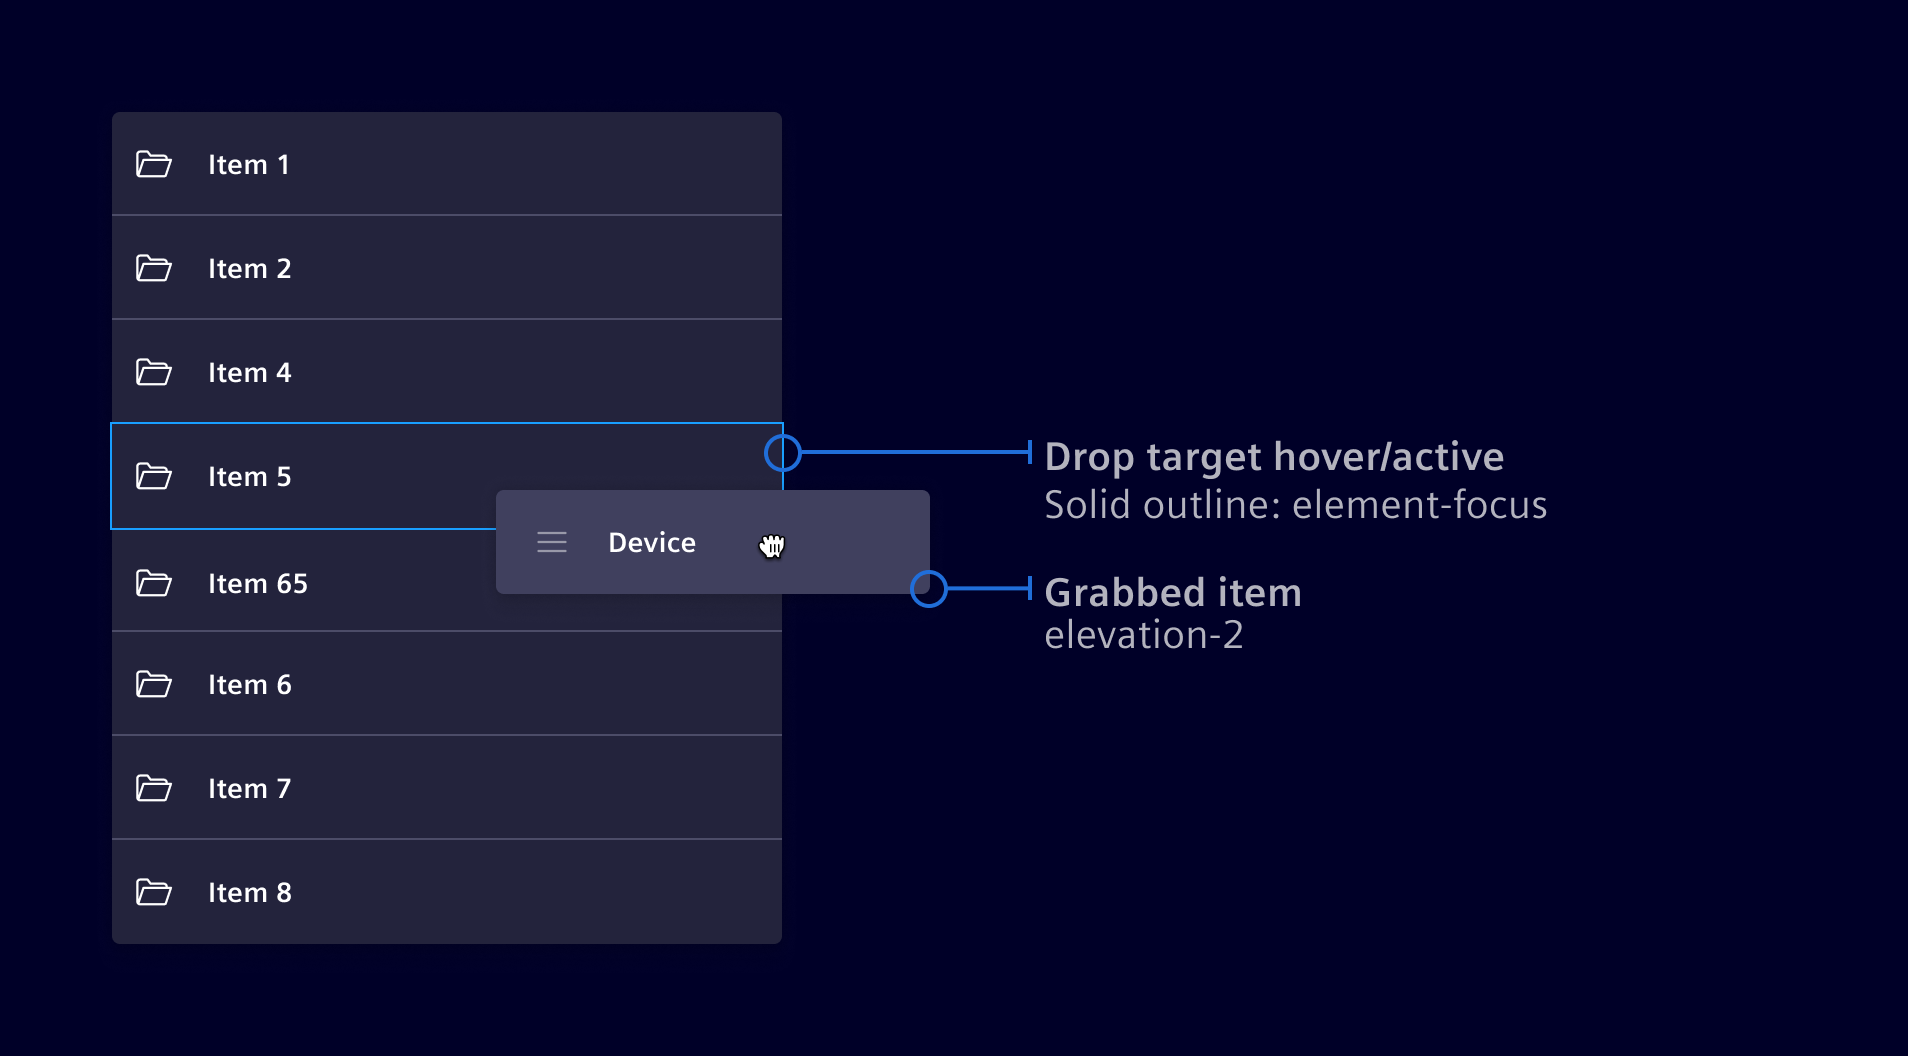 Item 1
Item 2
Item 4
Item 5
Drop target hover/active
Solid outline: element-focus
Device
Item 65
Grabbed item
elevation-2
Item 6
Item 7
Item 8